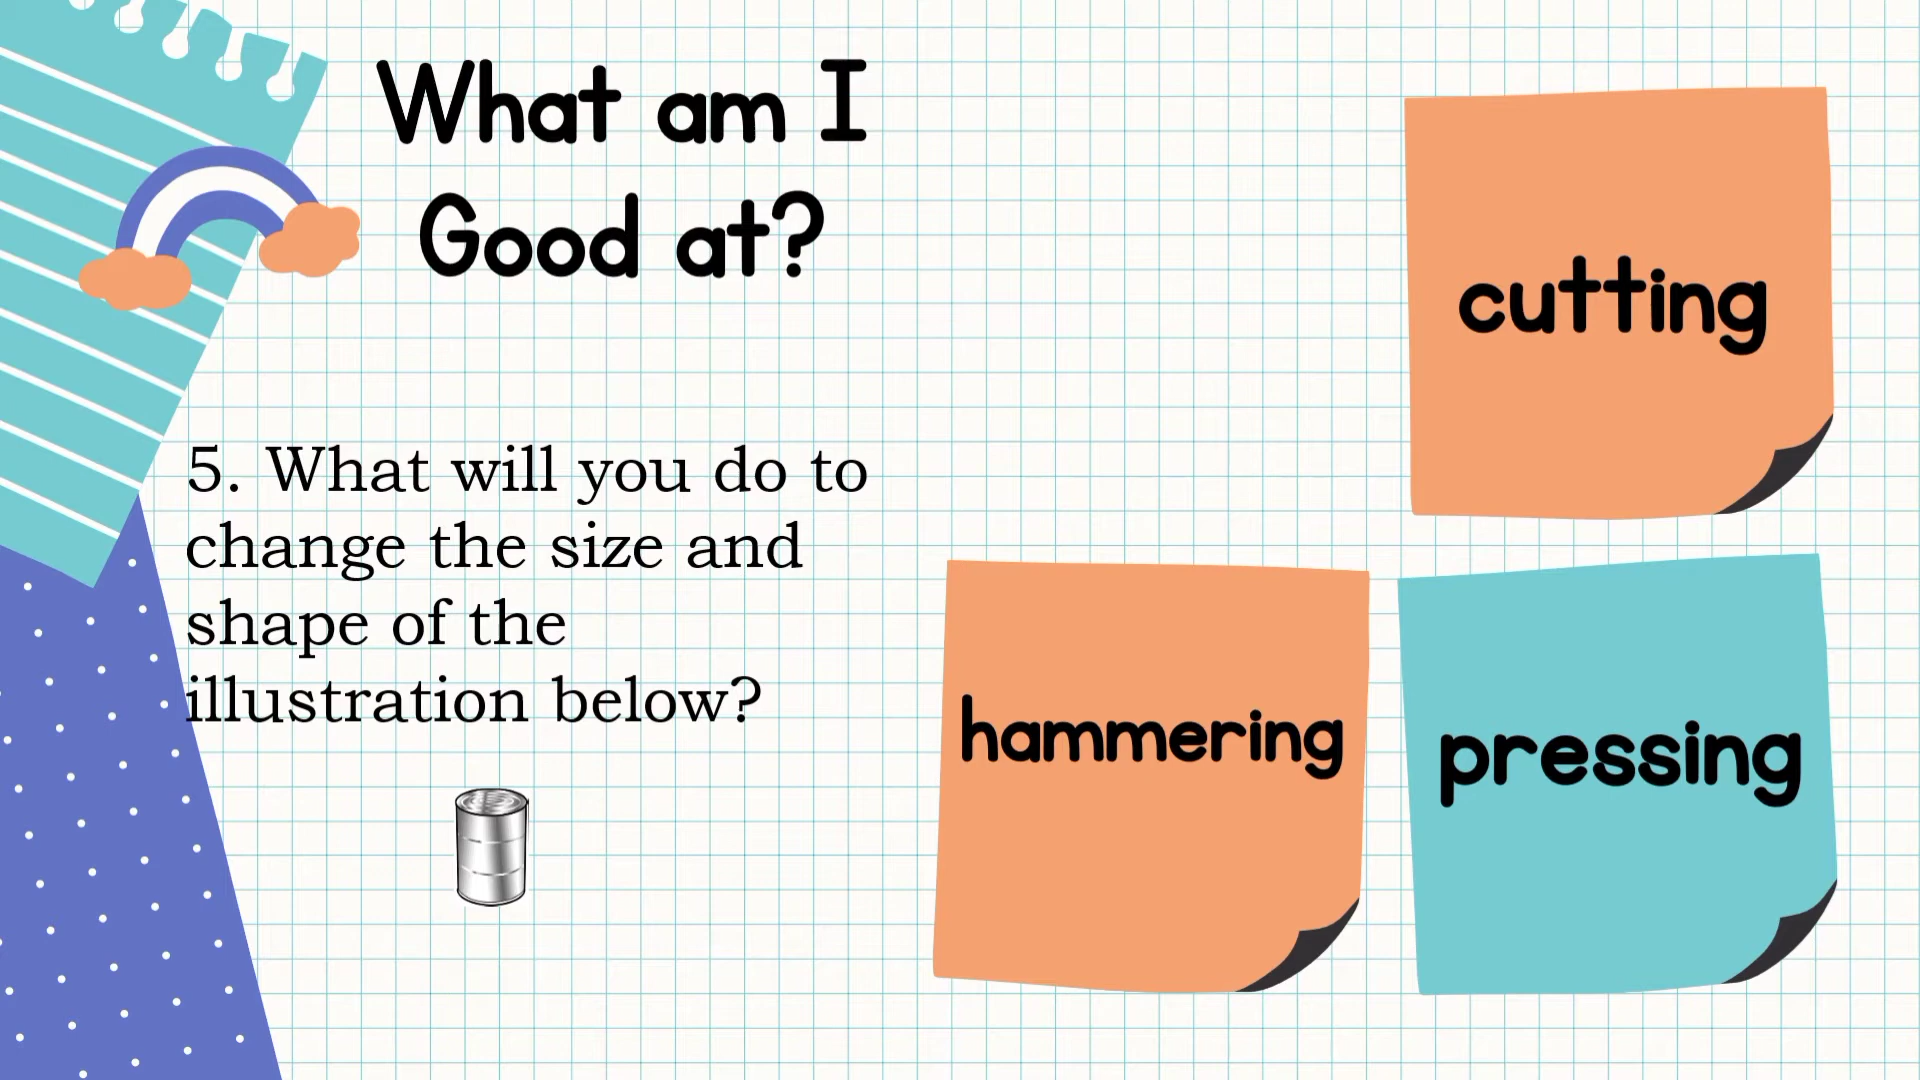 What am I
Good at?
5. What will you do to
change the size and
shape of the
illustration below?
cutting
hammering
pressing